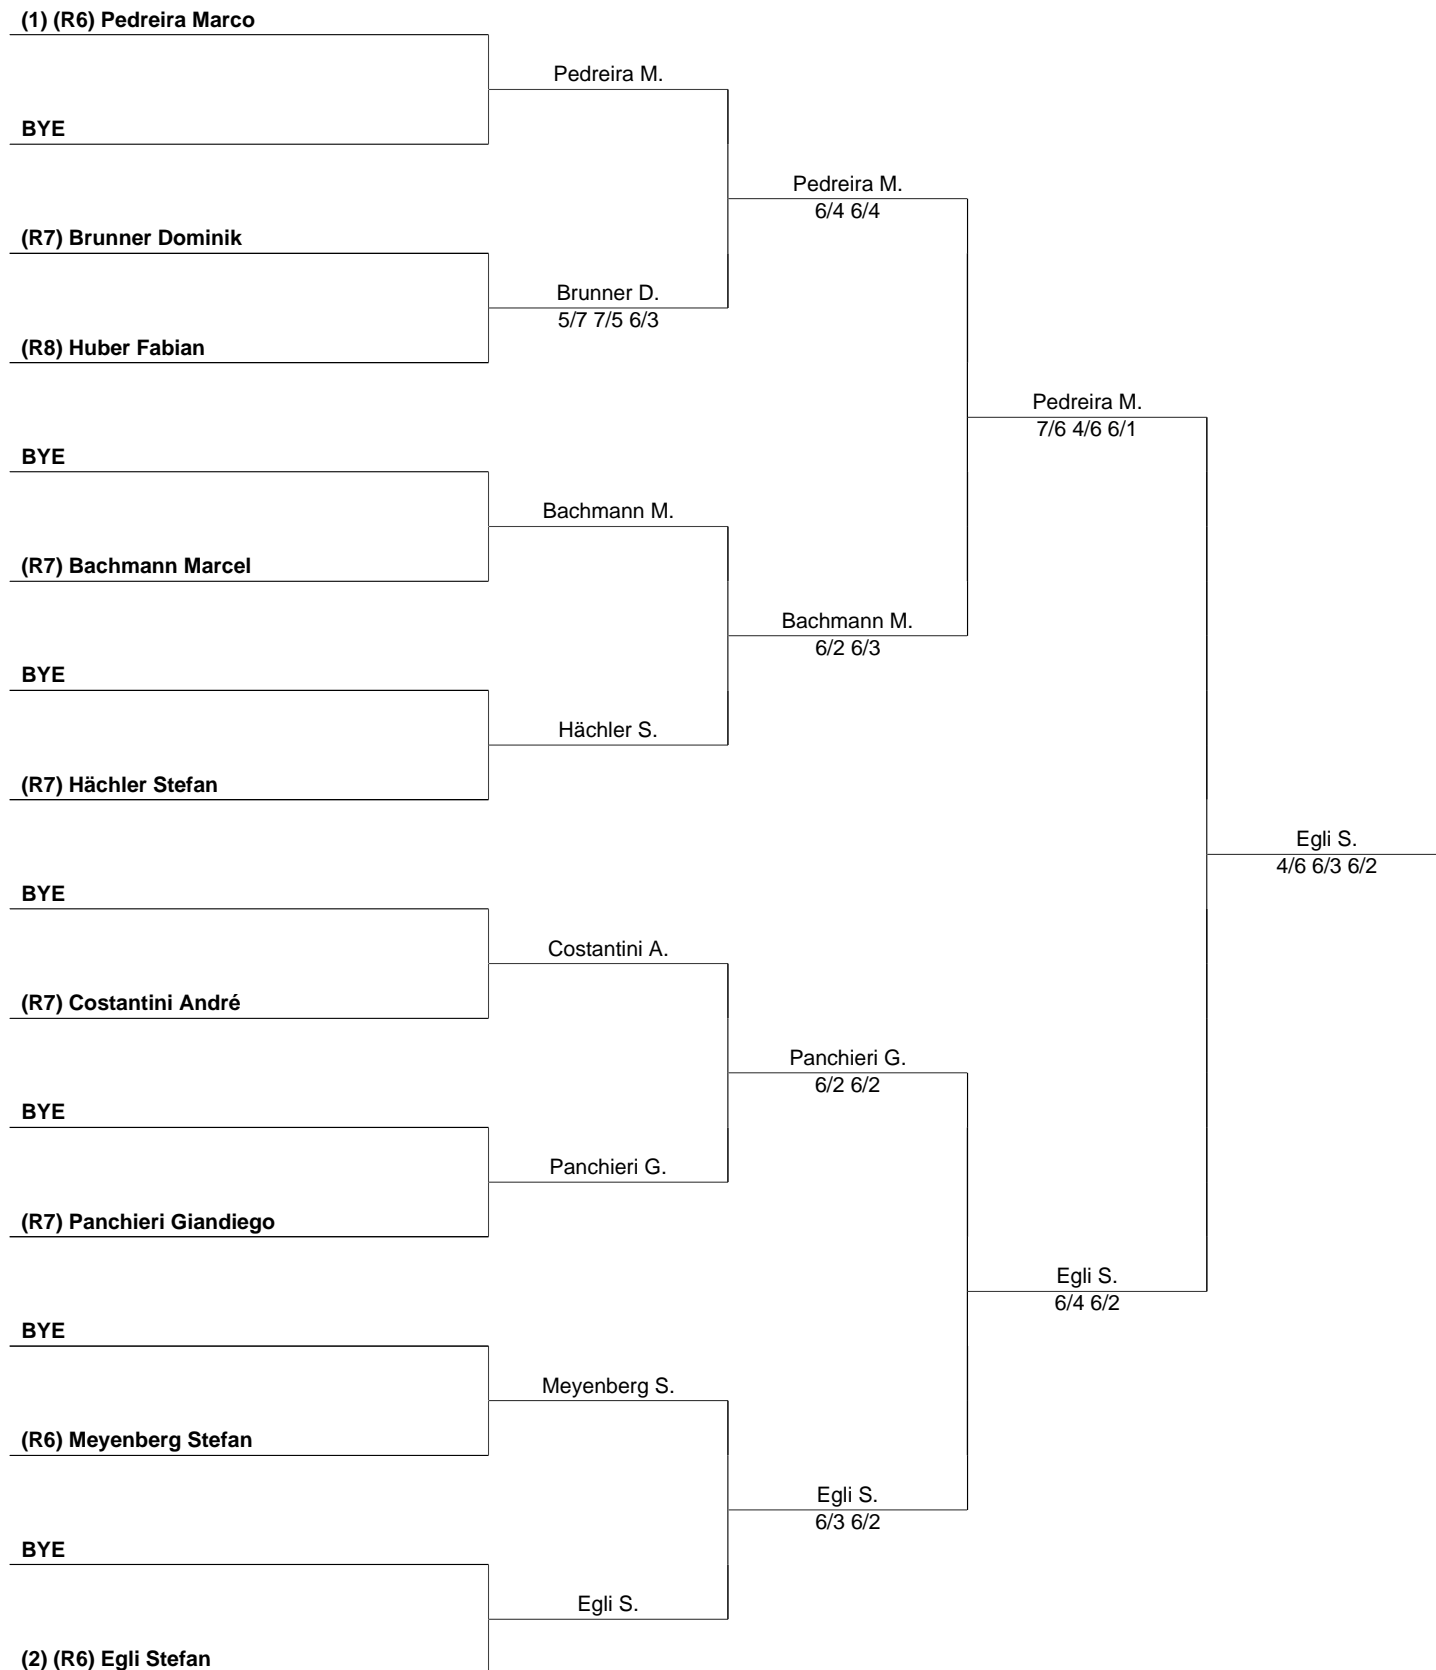 (1) (R6) Pedreira Marco
Pedreira M.
BYE
Pedreira M.
6/4 6/4
(R7) Brunner Dominik
Brunner D.
5/7 7/5 6/3
(R8) Huber Fabian
Pedreira M.
7/6 4/6 6/1
BYE
Bachmann M.
(R7) Bachmann Marcel
Bachmann M.
6/2 6/3
BYE
Hächler S.
(R7) Hächler Stefan
Egli S.
4/6 6/3 6/2
BYE
Costantini A.
(R7) Costantini André
Panchieri G.
6/2 6/2
BYE
Panchieri G.
(R7) Panchieri Giandiego
Egli S.
6/4 6/2
BYE
Meyenberg S.
(R6) Meyenberg Stefan
Egli S.
6/3 6/2
BYE
Egli S.
(2) (R6) Egli Stefan